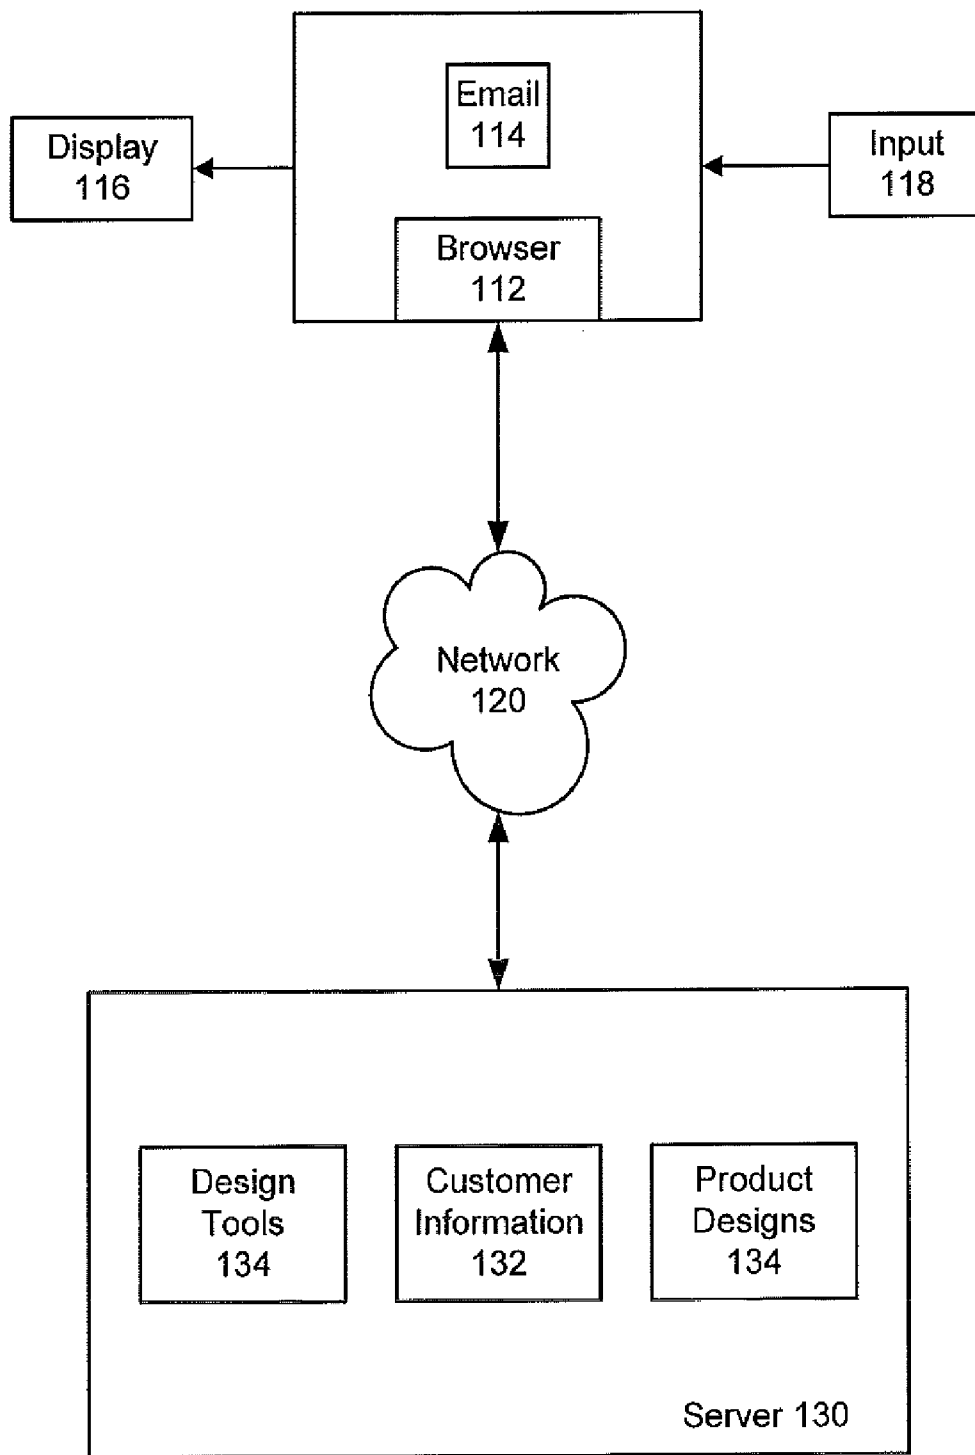 Email
114
Display
116
Input
118
Browser
112
Network
120
Design
Tools
134
Customer
Information
132
Product
Designs
134
Server 130